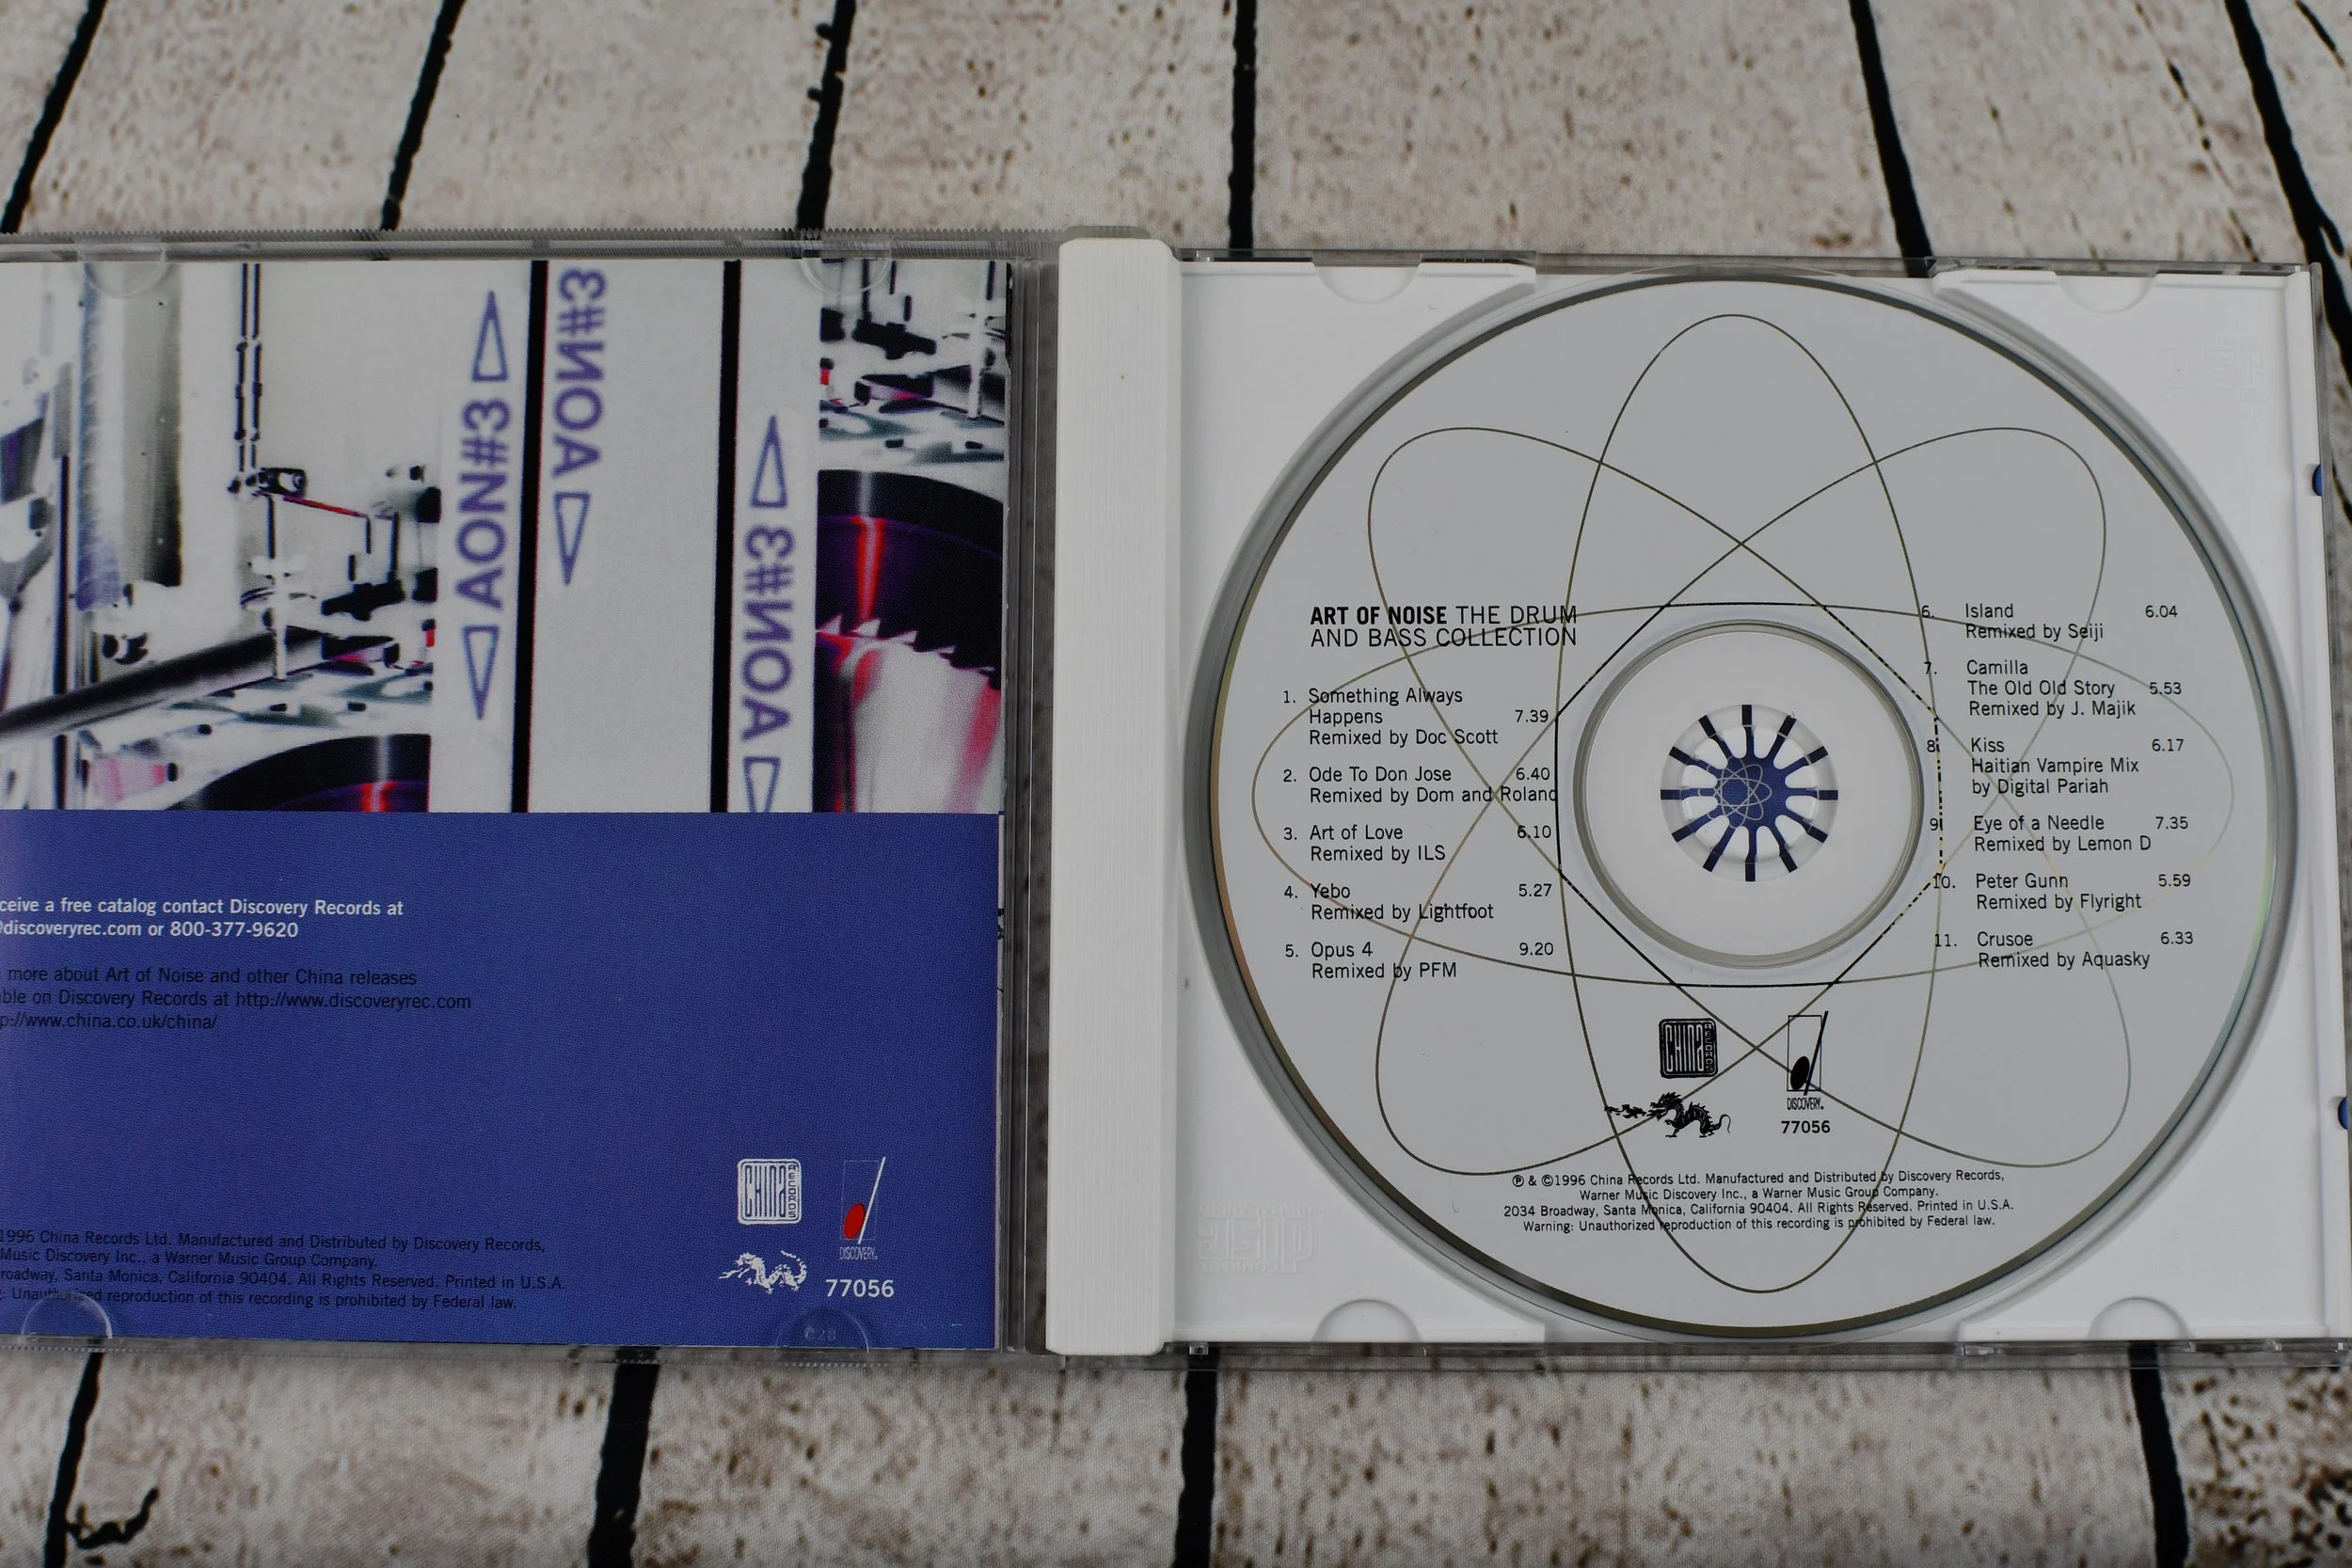 AON#3
AON#3
AON#3
ceive a free catalog contact Discovery Records at
@discoveryrec.com or 800-377-9620
more about Art of Noise and other China releases
ble on Discovery Records at http://www.discoveryrec.com
p://www.china.co.uk/china/
CHINA RECORDS
DISCOVERY
77056
1996 China Records Ltd. Manufactured and Distributed by Discovery Records,
Music Discovery Inc., a Warner Music Group Company.
roadway, Santa Monica, California 90404. All Rights Reserved. Printed in U.S.A.
: Unauthorized reproduction of this recording is prohibited by Federal law.
ART OF NOISE THE DRUM
AND BASS COLLECTION
1. Something Always
Happens 7.39
Remixed by Doc Scott
2. Ode To Don Jose 6.40
Remixed by Dom and Roland
3. Art of Love 6.10
Remixed by ILS
4. Yebo 5.27
Remixed by Lightfoot
5. Opus 4 9.20
Remixed by PFM
6. Island 6.04
Remixed by Seiji
7. Camilla
The Old Old Story 5.53
Remixed by J. Majik
8. Kiss 6.17
Haitian Vampire Mix
by Digital Pariah
9. Eye of a Needle 7.35
Remixed by Lemon D
10. Peter Gunn 5.59
Remixed by Flyright
11. Crusoe 6.33
Remixed by Aquasky
CHINA RECORDS
DISCOVERY
77056
℗ & ©1996 China Records Ltd. Manufactured and Distributed by Discovery Records,
Warner Music Discovery Inc., a Warner Music Group Company.
2034 Broadway, Santa Monica, California 90404. All Rights Reserved. Printed in U.S.A.
Warning: Unauthorized reproduction of this recording is prohibited by Federal law.